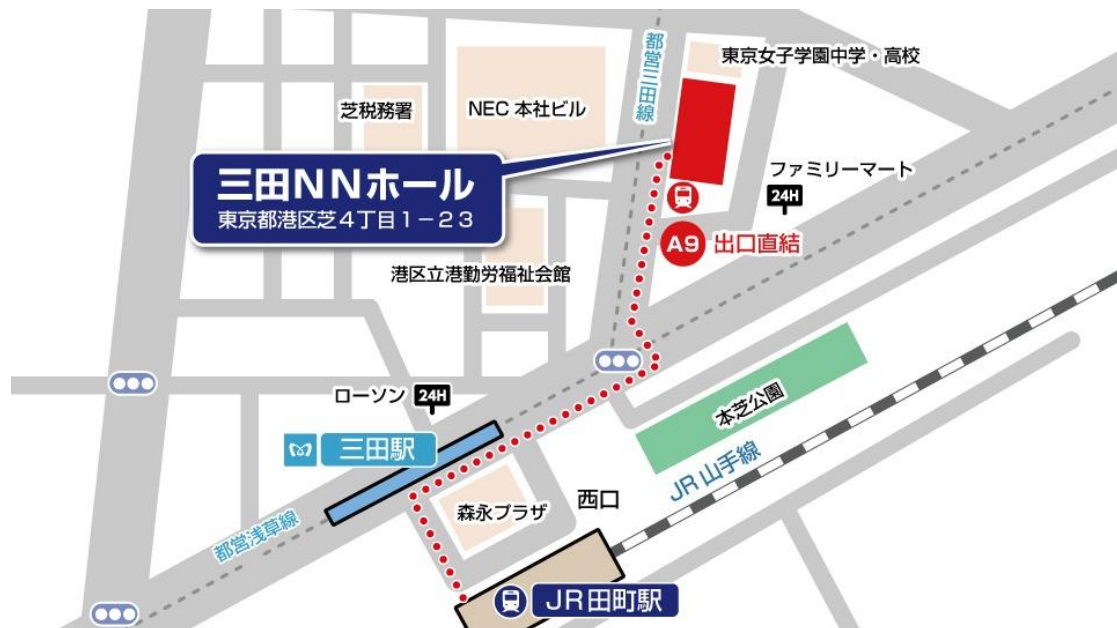 都営三田線
東京女子学園中学・高校
芝税務署
NEC 本社ビル
三田NNホール
東京都港区芝4丁目1−23
ファミリーマート
24H
A9 出口直結
港区立港勤労福祉会館
ローソン 24H
本芝公園
三田駅
JR山手線
西口
森永プラザ
都営浅草線
JR田町駅